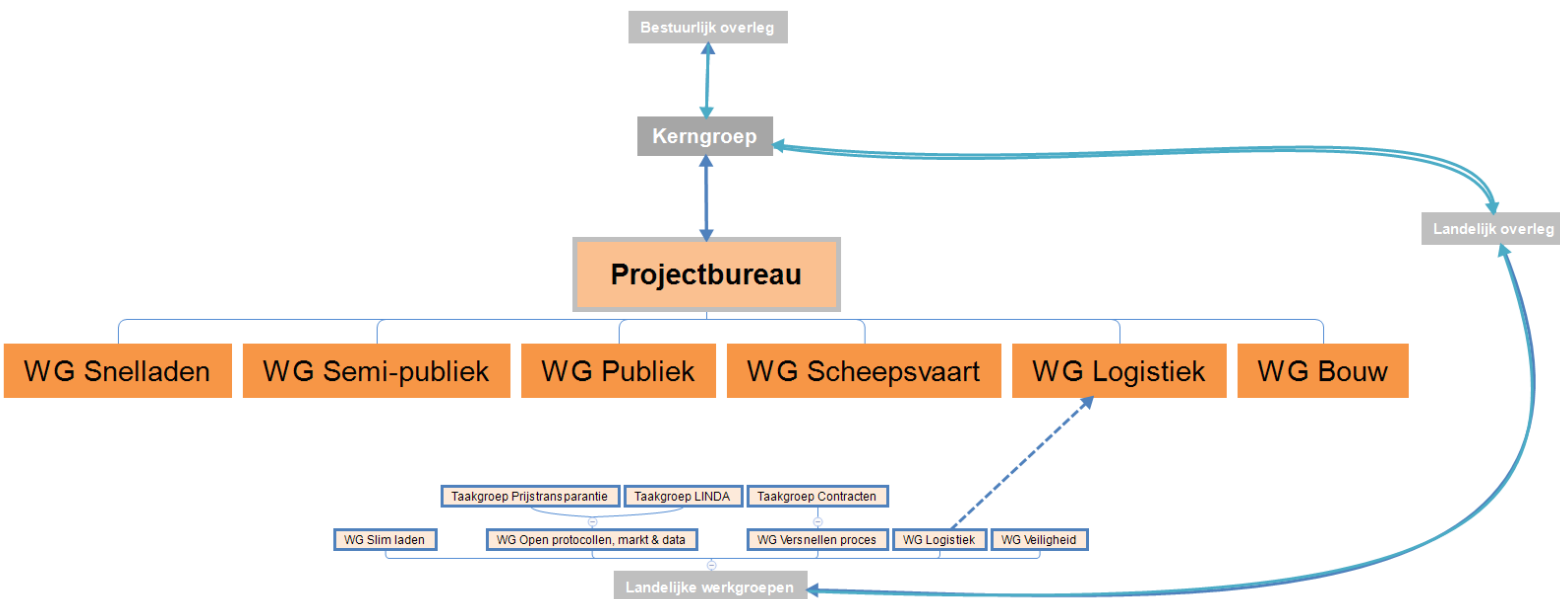 Bestuurlijk overleg
Kerngroep
Landelijk overleg
Projectbureau
WG Snelladen
WG Semi-publiek
WG Publiek
WG Scheepsvaart
WG Logistiek
WG Bouw
Taakgroep Prijstransparantie
Taakgroep LINDA
Taakgroep Contracten
WG Slim laden
WG Open protocollen, markt & data
WG Versnellen proces
WG Logistiek
WG Veiligheid
Landelijke werkgroepen